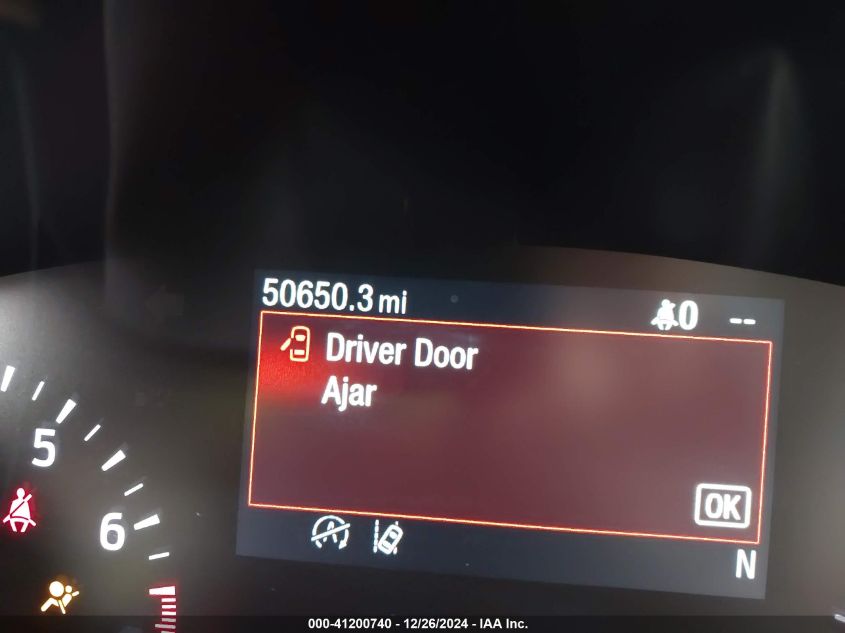 50650.3 mi
0 --
Driver Door
Ajar
OK
N
5
6
A
000-41200740 - 12/26/2024 - IAA Inc.